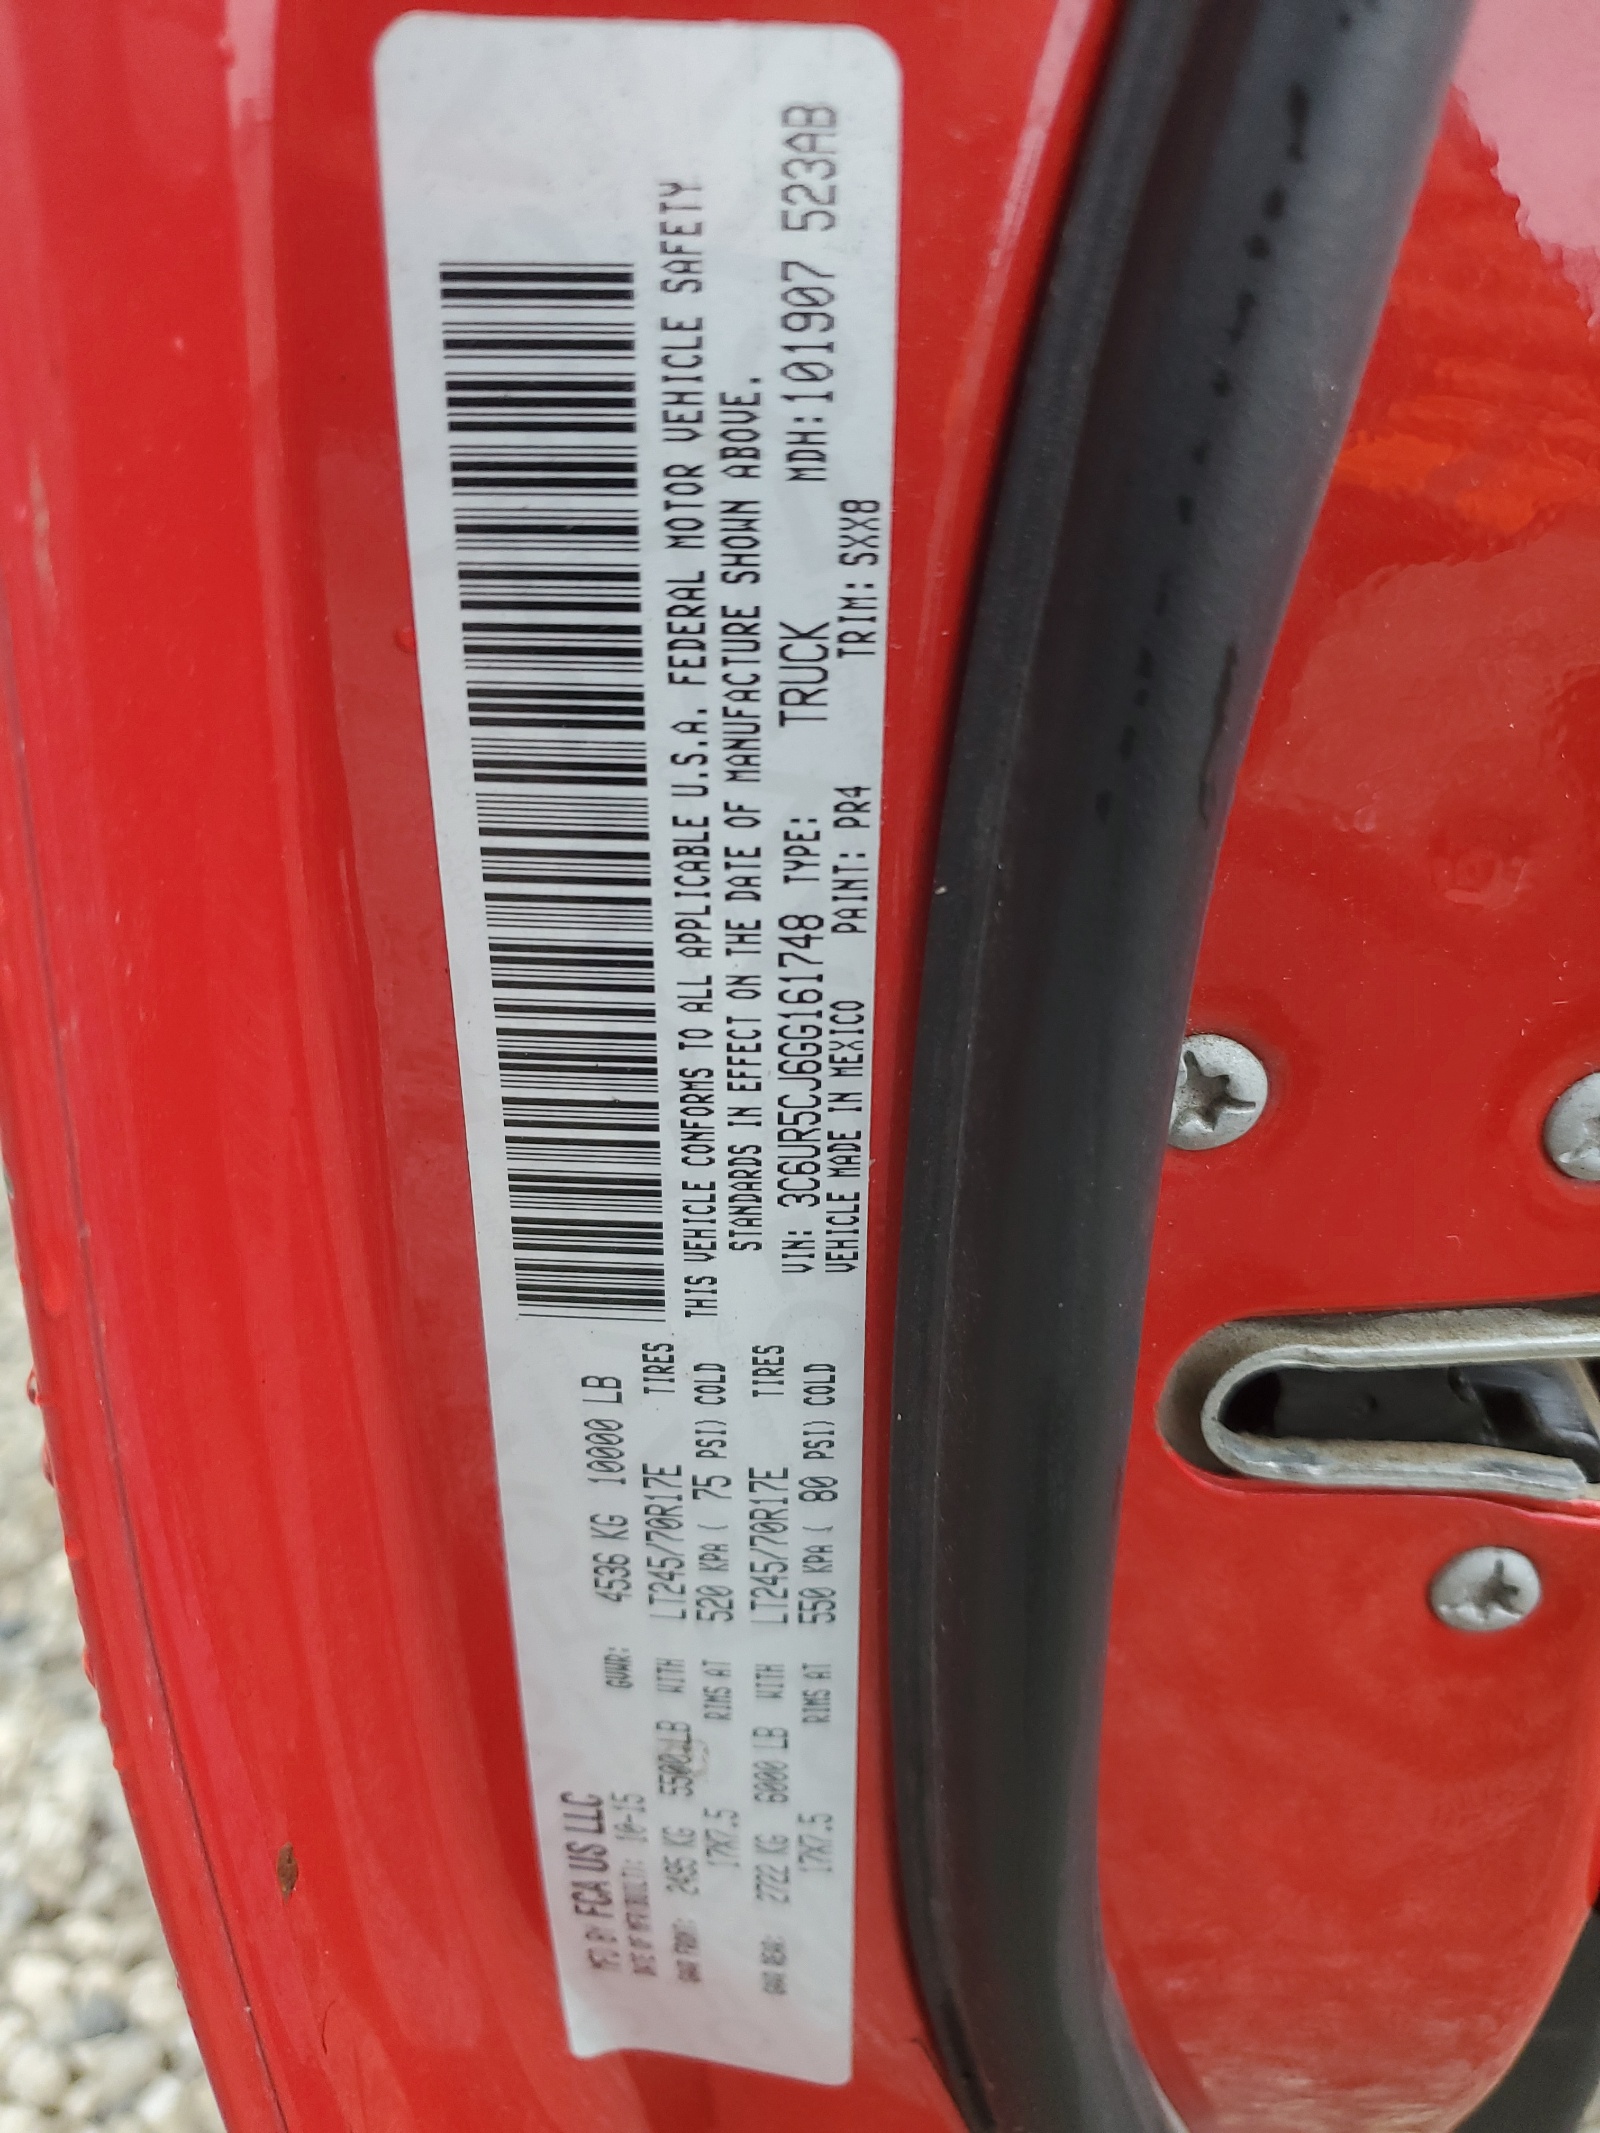 MFD BY FCA US LLC
DATE OF MFR(BUILT): 10-15 GVWR: 4536 KG 10000 LB
GAWR FRONT: 2495 KG 5500 LB WITH LT245/70R17E TIRES
17X7.5 RIMS AT 520 KPA ( 75 PSI) COLD
GAWR REAR: 2722 KG 6000 LB WITH LT245/70R17E TIRES
17X7.5 RIMS AT 550 KPA ( 80 PSI) COLD
THIS VEHICLE CONFORMS TO ALL APPLICABLE U.S.A. FEDERAL MOTOR VEHICLE SAFETY
STANDARDS IN EFFECT ON THE DATE OF MANUFACTURE SHOWN ABOVE.
VIN: 3C6UR5CJ6GG161748 TYPE: TRUCK MDH:101907 523AB
VEHICLE MADE IN MEXICO PAINT: PR4 TRIM: SXX8